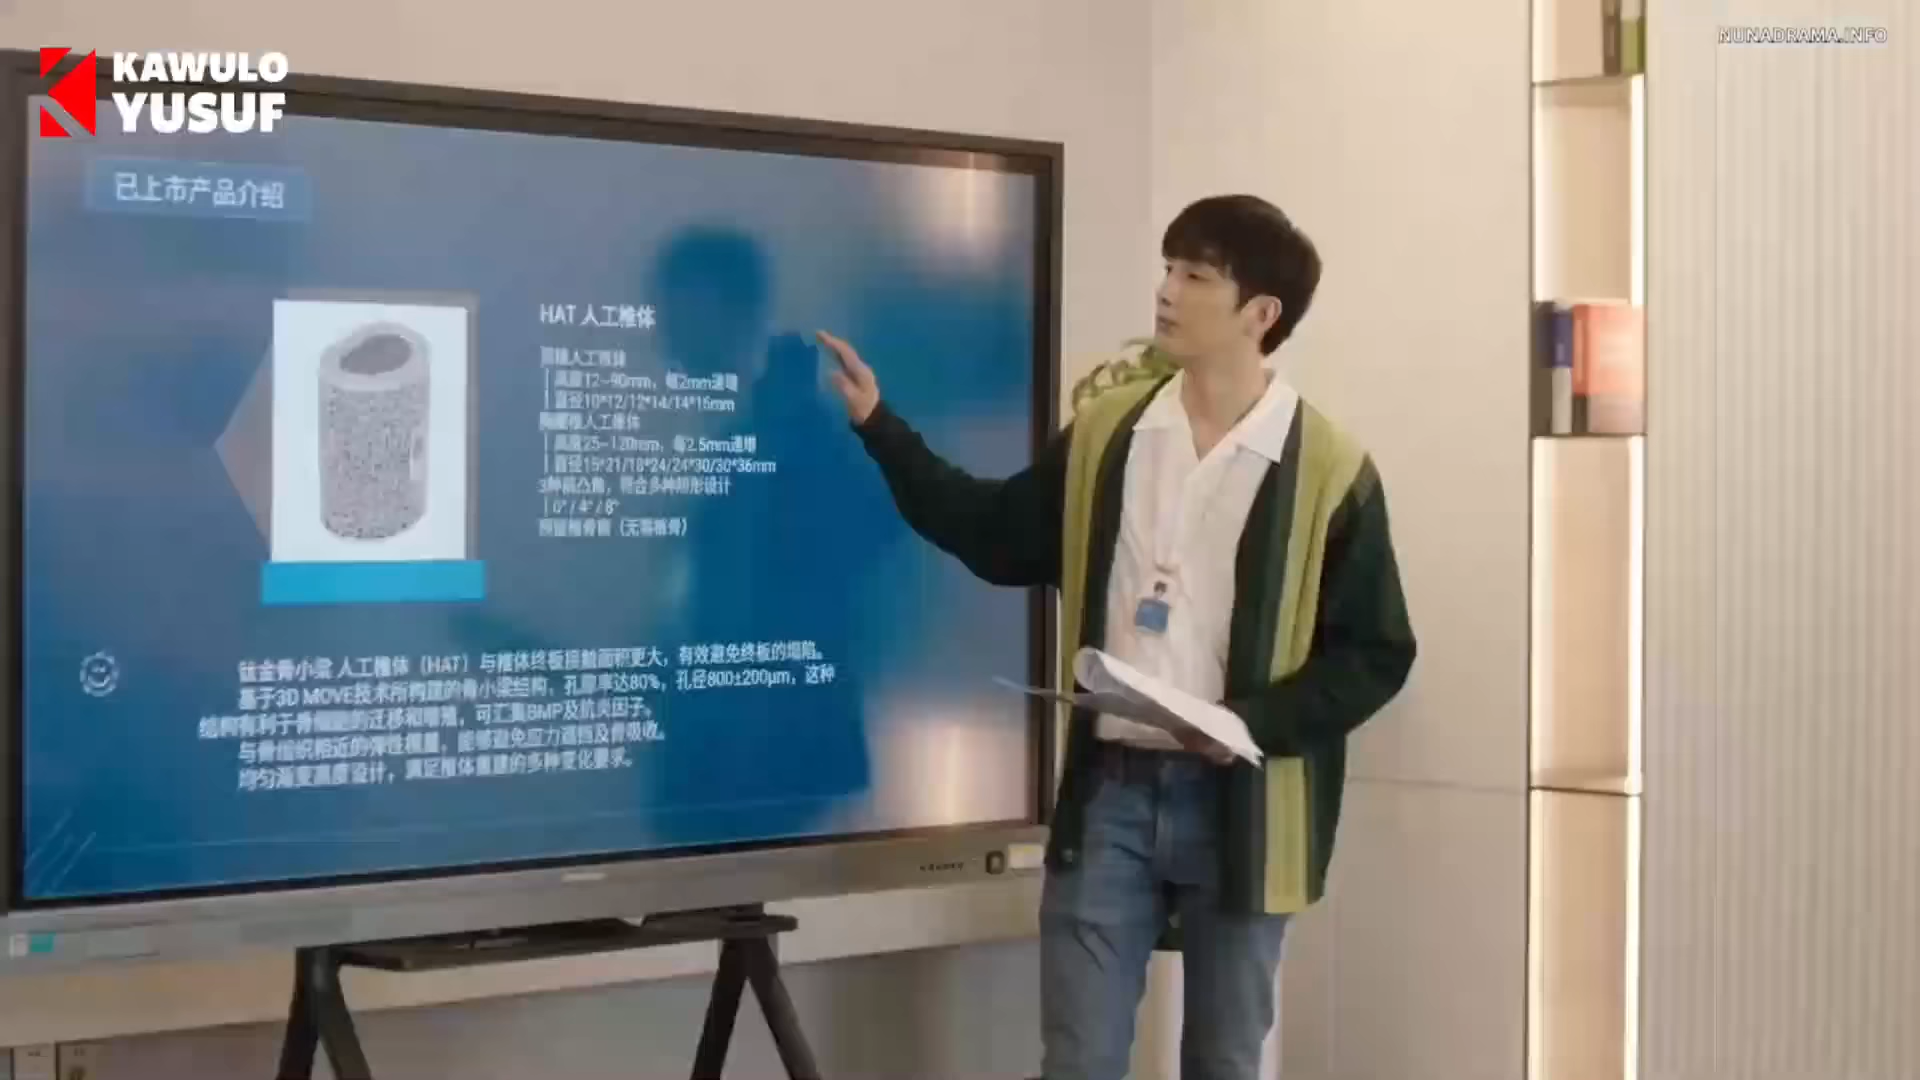 KAWULO
YUSUF
NUNADRAMA.INFO
已上市产品介绍
HAT 人工椎体
颈椎人工椎体
高度12~90mm，每2mm递增
直径10*12/12*14/14*16mm
胸腰椎人工椎体
高度25~120mm，每2.5mm递增
直径15*21/18*24/24*30/30*36mm
3种前凸角，符合多种矫形设计
0° / 4° / 8°
（无需植骨）
钛金骨小梁 人工椎体（HAT）与椎体终板接触面积更大，有效避免终板的塌陷。
基于3D MOVE技术所构建的骨小梁结构，孔隙率达80%，孔径800±200μm，这种
结构有利于骨细胞的迁移和增殖，可汇集BMP及抗炎因子。
与骨组织相近的弹性模量，能够避免应力遮挡及骨吸收。
均匀渐变高度设计，满足椎体重建的多种变化要求。